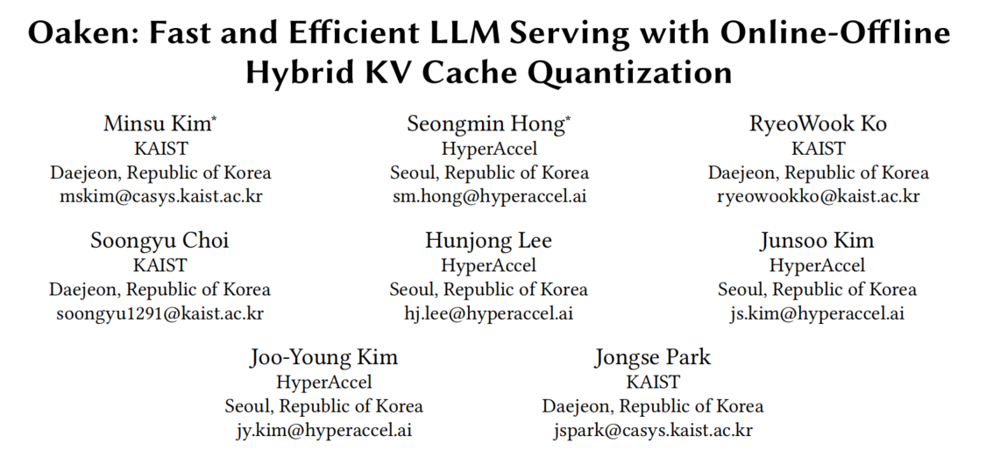 Oaken: Fast and Efficient LLM Serving with Online-Offline
Hybrid KV Cache Quantization
Minsu Kim*
KAIST
Daejeon, Republic of Korea
mskim@casys.kaist.ac.kr
Seongmin Hong*
HyperAccel
Seoul, Republic of Korea
sm.hong@hyperaccel.ai
RyeoWook Ko
KAIST
Daejeon, Republic of Korea
ryeowookko@kaist.ac.kr
Soongyu Choi
KAIST
Daejeon, Republic of Korea
soongyu1291@kaist.ac.kr
Hunjong Lee
HyperAccel
Seoul, Republic of Korea
hj.lee@hyperaccel.ai
Junsoo Kim
HyperAccel
Seoul, Republic of Korea
js.kim@hyperaccel.ai
Joo-Young Kim
HyperAccel
Seoul, Republic of Korea
jy.kim@hyperaccel.ai
Jongse Park
KAIST
Daejeon, Republic of Korea
jspark@casys.kaist.ac.kr